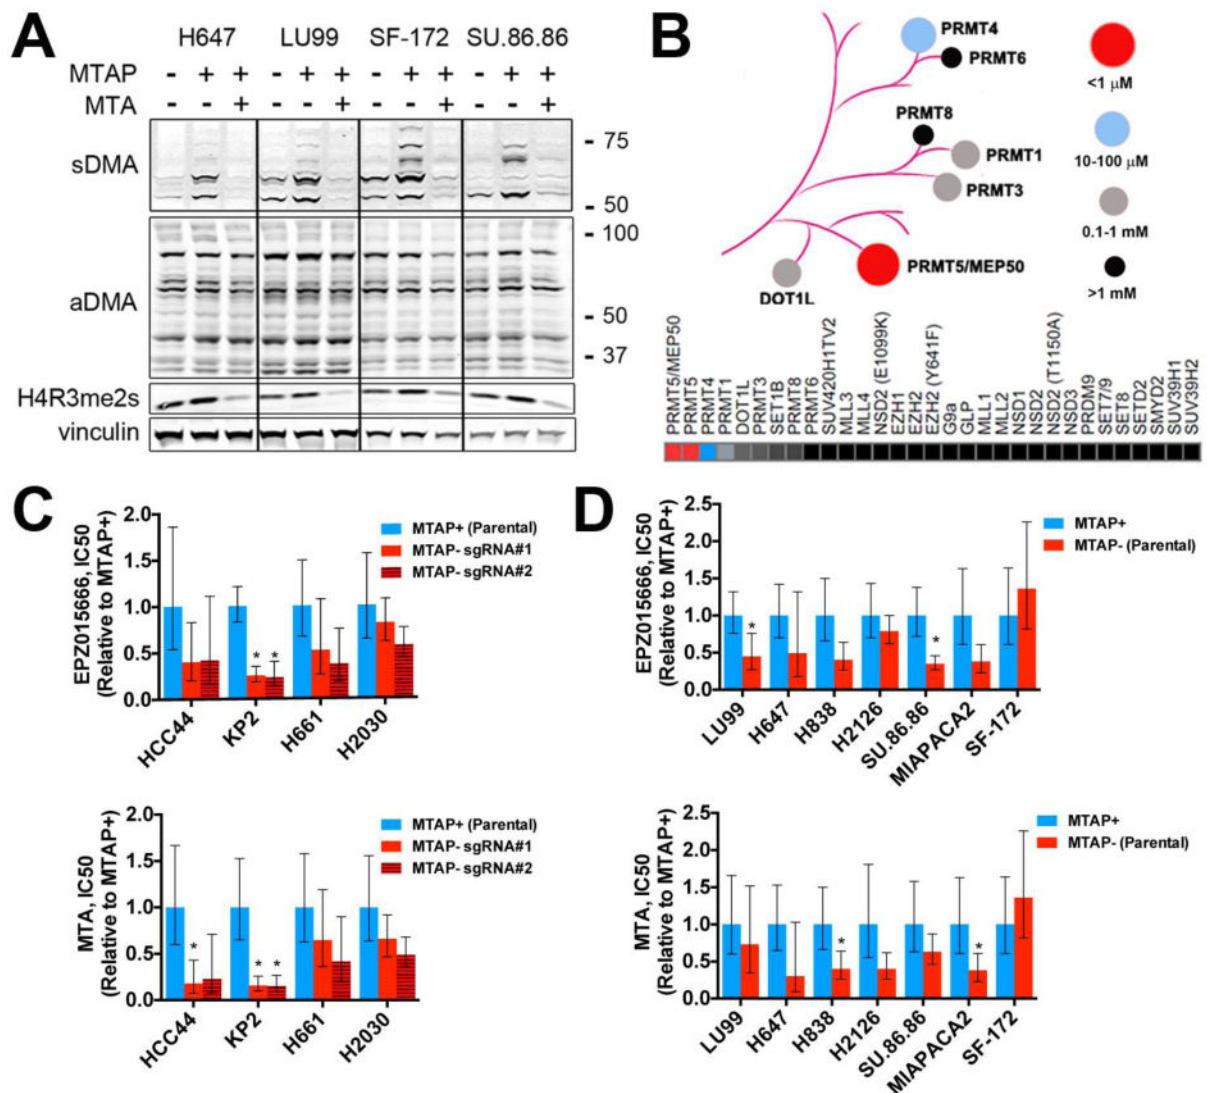 A
H647 LU99 SF-172 SU.86.86
MTAP - + + - + + - + + - + +
MTA - - + - - + - - + - - +
sDMA
- 75
- 50
aDMA
- 100
- 50
- 37
H4R3me2s
vinculin
B
PRMT4
PRMT6
PRMT8
PRMT1
PRMT3
PRMT5/MEP50
DOT1L
<1 µM
10-100 µM
0.1-1 mM
>1 mM
PRMT5/MEP50
PRMT5
PRMT4
PRMT1
DOT1L
PRMT3
SET1B
PRMT8
PRMT6
SUV420H1TV2
MLL3
MLL4
NSD2 (E1099K)
EZH1
EZH2
EZH2 (Y641F)
G9a
GLP
MLL1
MLL2
NSD1
NSD2
NSD2 (T1150A)
NSD3
PRDM9
SET7/9
SET8
SETD2
SMYD2
SUV39H1
SUV39H2
C
EPZ015666, IC50
(Relative to MTAP+)
2.0
1.5
1.0
0.5
0.0
* *
MTAP+ (Parental)
MTAP- sgRNA#1
MTAP- sgRNA#2
HCC44 KP2 H661 H2030
MTA, IC50
(Relative to MTAP+)
2.0
1.5
1.0
0.5
0.0
* * *
MTAP+ (Parental)
MTAP- sgRNA#1
MTAP- sgRNA#2
HCC44 KP2 H661 H2030
D
EPZ015666, IC50
(Relative to MTAP+)
2.5
2.0
1.5
1.0
0.5
0.0
* *
MTAP+
MTAP- (Parental)
LU99 H647 H838 H2126 SU.86.86 MIAPACA2 SF-172
MTA, IC50
(Relative to MTAP+)
2.5
2.0
1.5
1.0
0.5
0.0
* *
MTAP+
MTAP- (Parental)
LU99 H647 H838 H2126 SU.86.86 MIAPACA2 SF-172